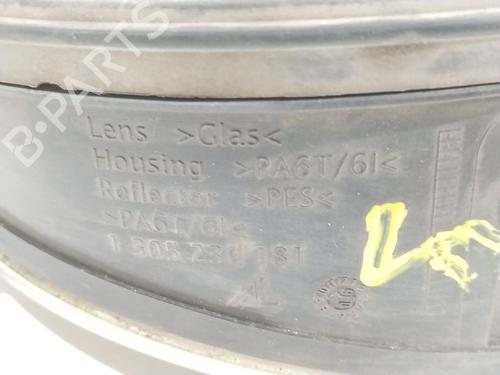 B-PARTS
Lens >Glas<
Housing >PA6T/6I<
Reflector >PES<
>PA6T/6I<
1 305 230 181
AL